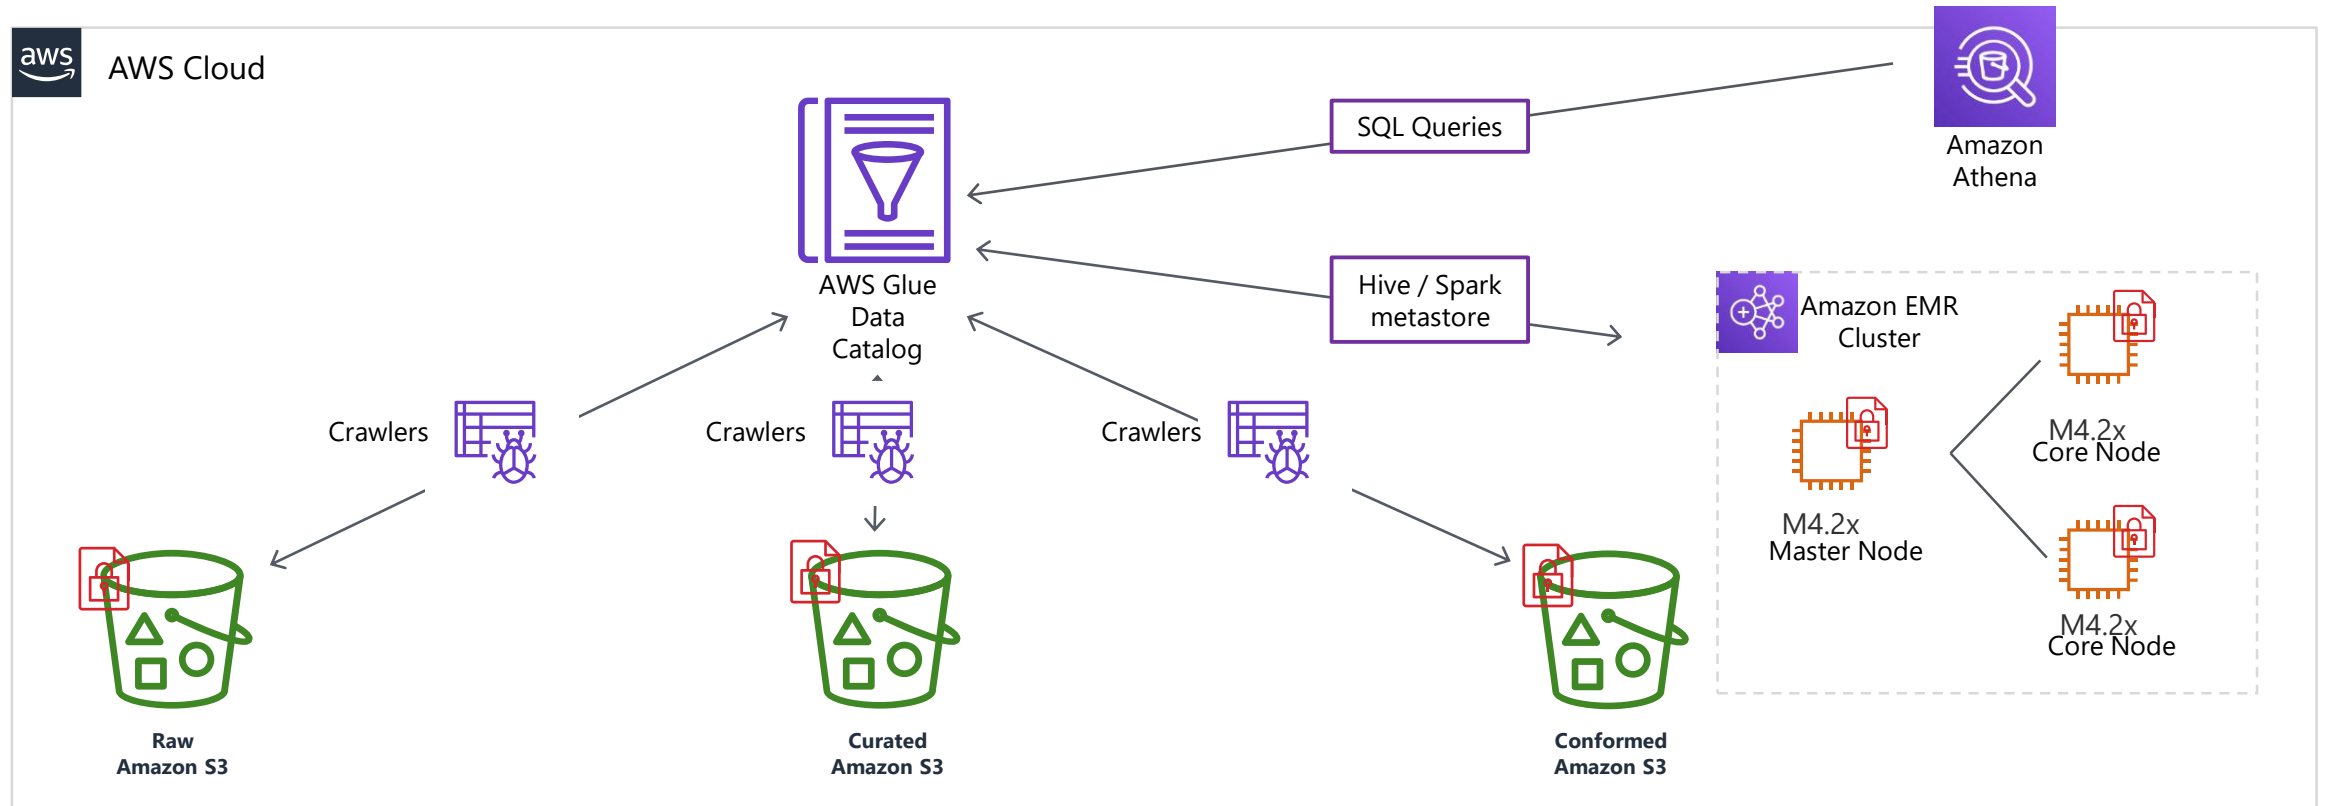 aws
AWS Cloud
SQL Queries
Amazon
Athena
AWS Glue
Data
Catalog
Hive / Spark
metastore
Amazon EMR
Cluster
Crawlers
Crawlers
Crawlers
M4.2x
Core Node
M4.2x
Master Node
M4.2x
Core Node
Raw
Amazon S3
Curated
Amazon S3
Conformed
Amazon S3